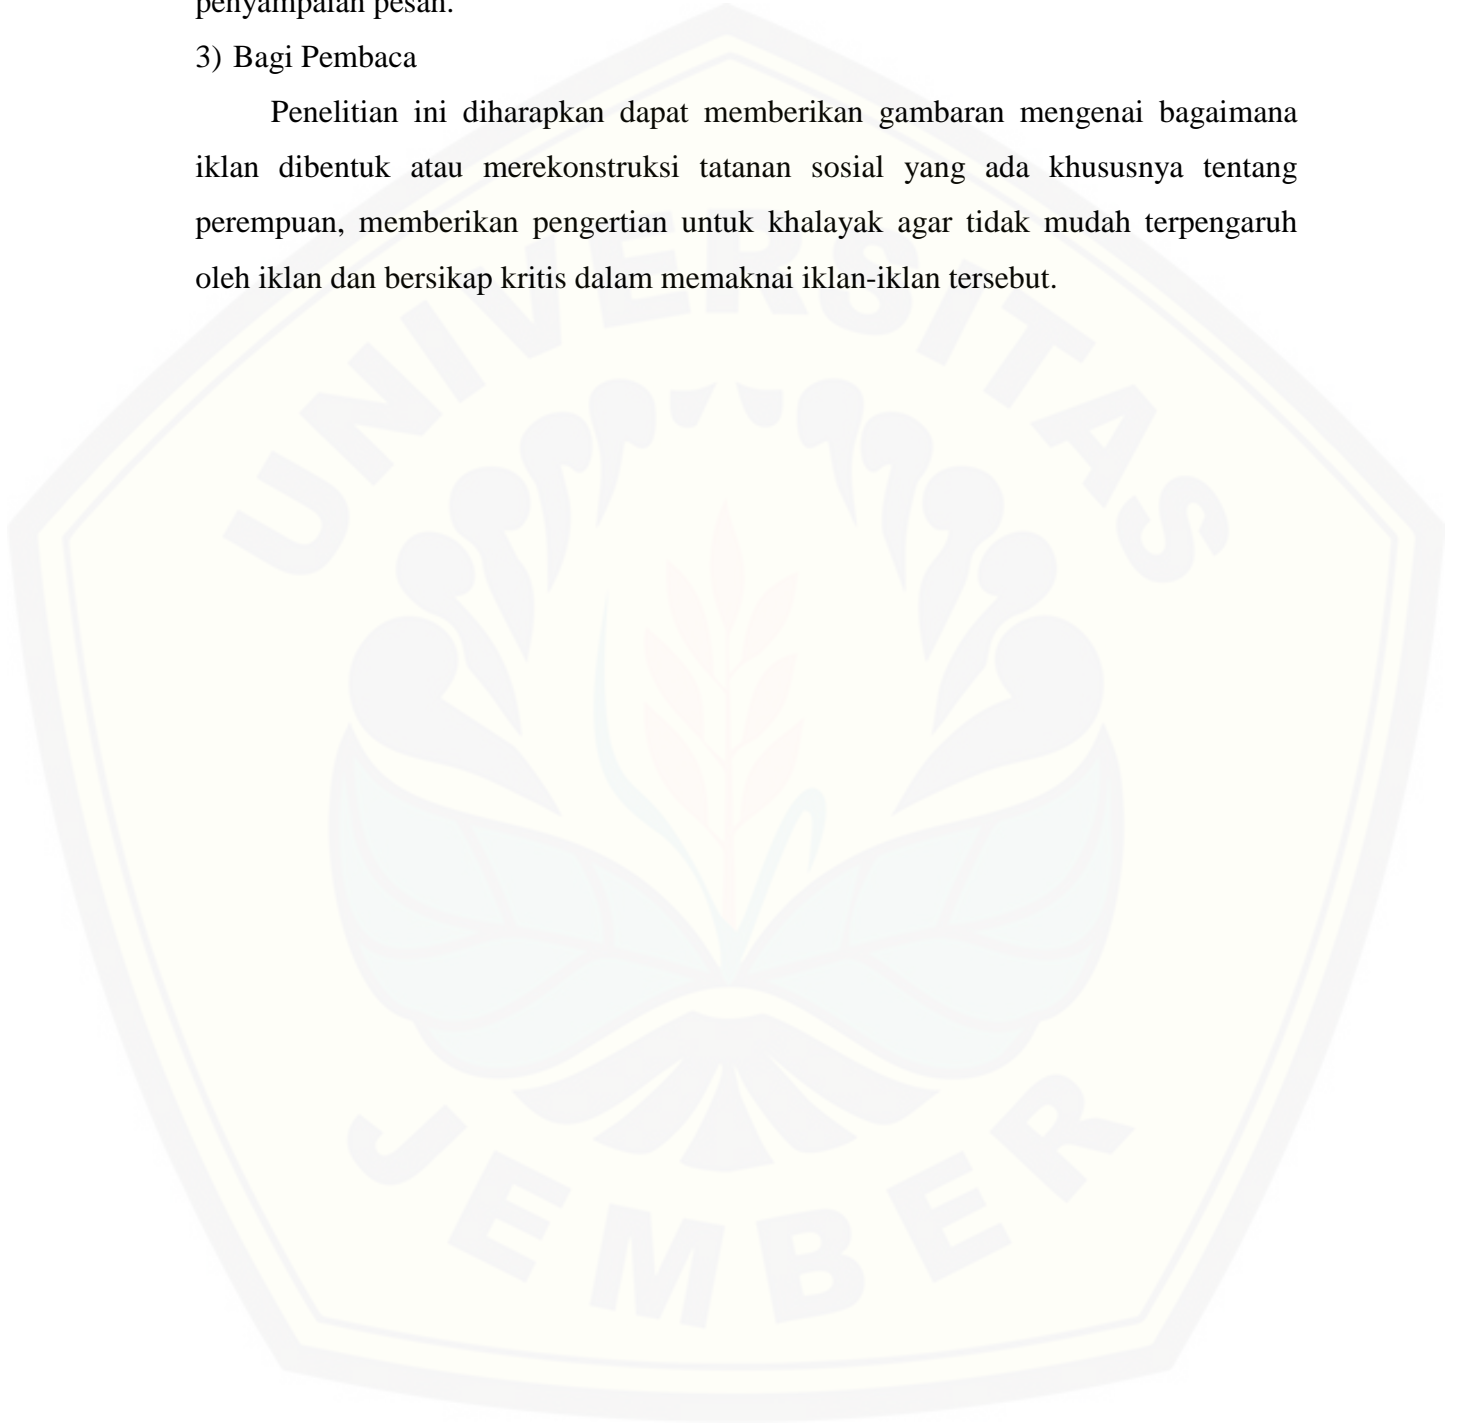 penyampaian pesan.
3) Bagi Pembaca
Penelitian ini diharapkan dapat memberikan gambaran mengenai bagaimana
iklan dibentuk atau merekonstruksi tatanan sosial yang ada khususnya tentang
perempuan, memberikan pengertian untuk khalayak agar tidak mudah terpengaruh
oleh iklan dan bersikap kritis dalam memaknai iklan-iklan tersebut.
UNIVERSITAS
JEMBER